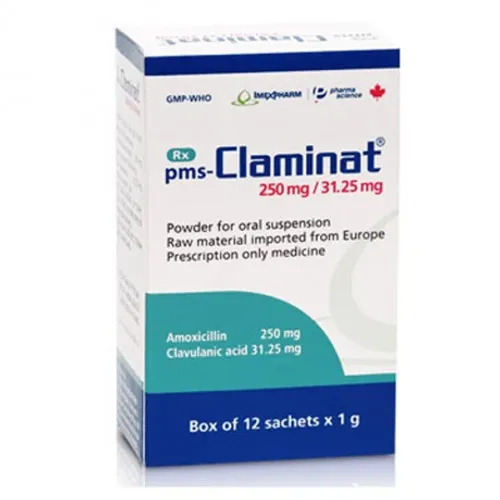 GMP-WHO
IMEXPHARM
pharma
science
Rx
pms-Claminat®
250 mg / 31.25 mg
Powder for oral suspension
Raw material imported from Europe
Prescription only medicine
Amoxicillin 250 mg
Clavulanic acid 31.25 mg
Box of 12 sachets x 1 g